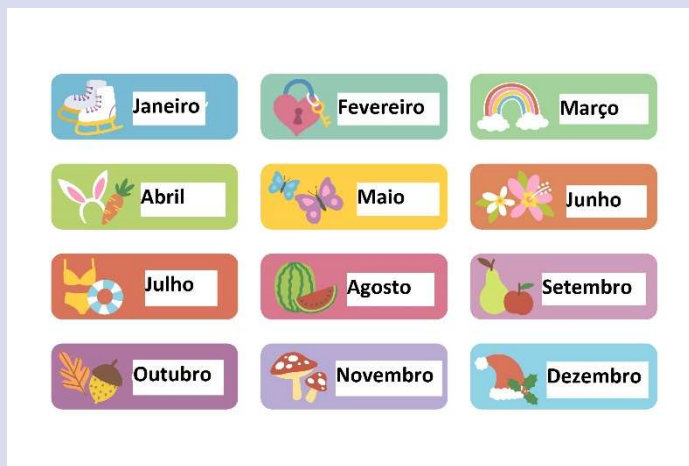 Janeiro
Fevereiro
Março
Abril
Maio
Junho
Julho
Agosto
Setembro
Outubro
Novembro
Dezembro